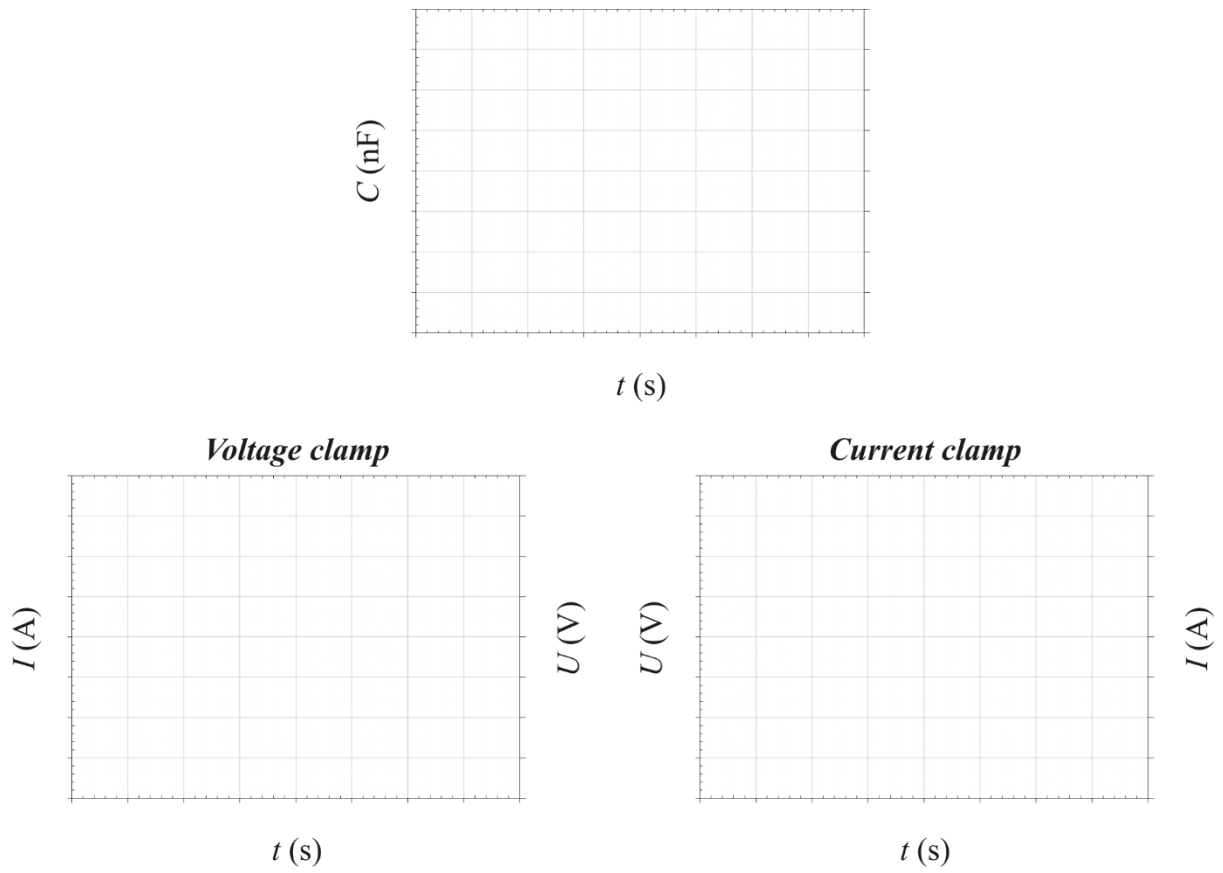 C (nF)
t (s)
Voltage clamp
I (A)
U (V)
t (s)
Current clamp
U (V)
I (A)
t (s)